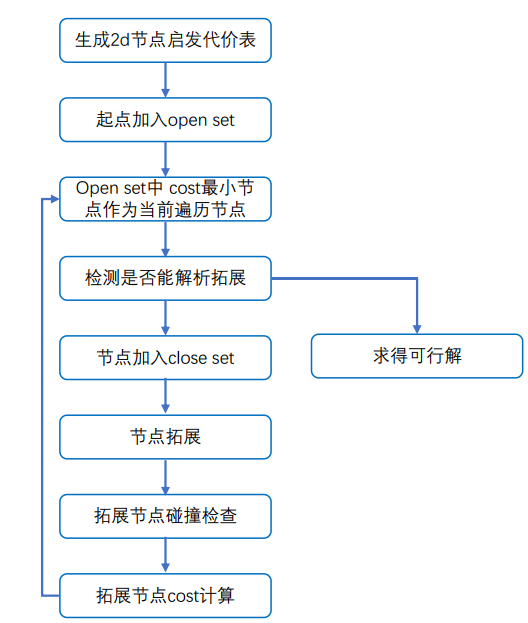 生成2d节点启发代价表
起点加入open set
Open set中 cost最小节
点作为当前遍历节点
检测是否能解析拓展
节点加入close set
求得可行解
节点拓展
拓展节点碰撞检查
拓展节点cost计算